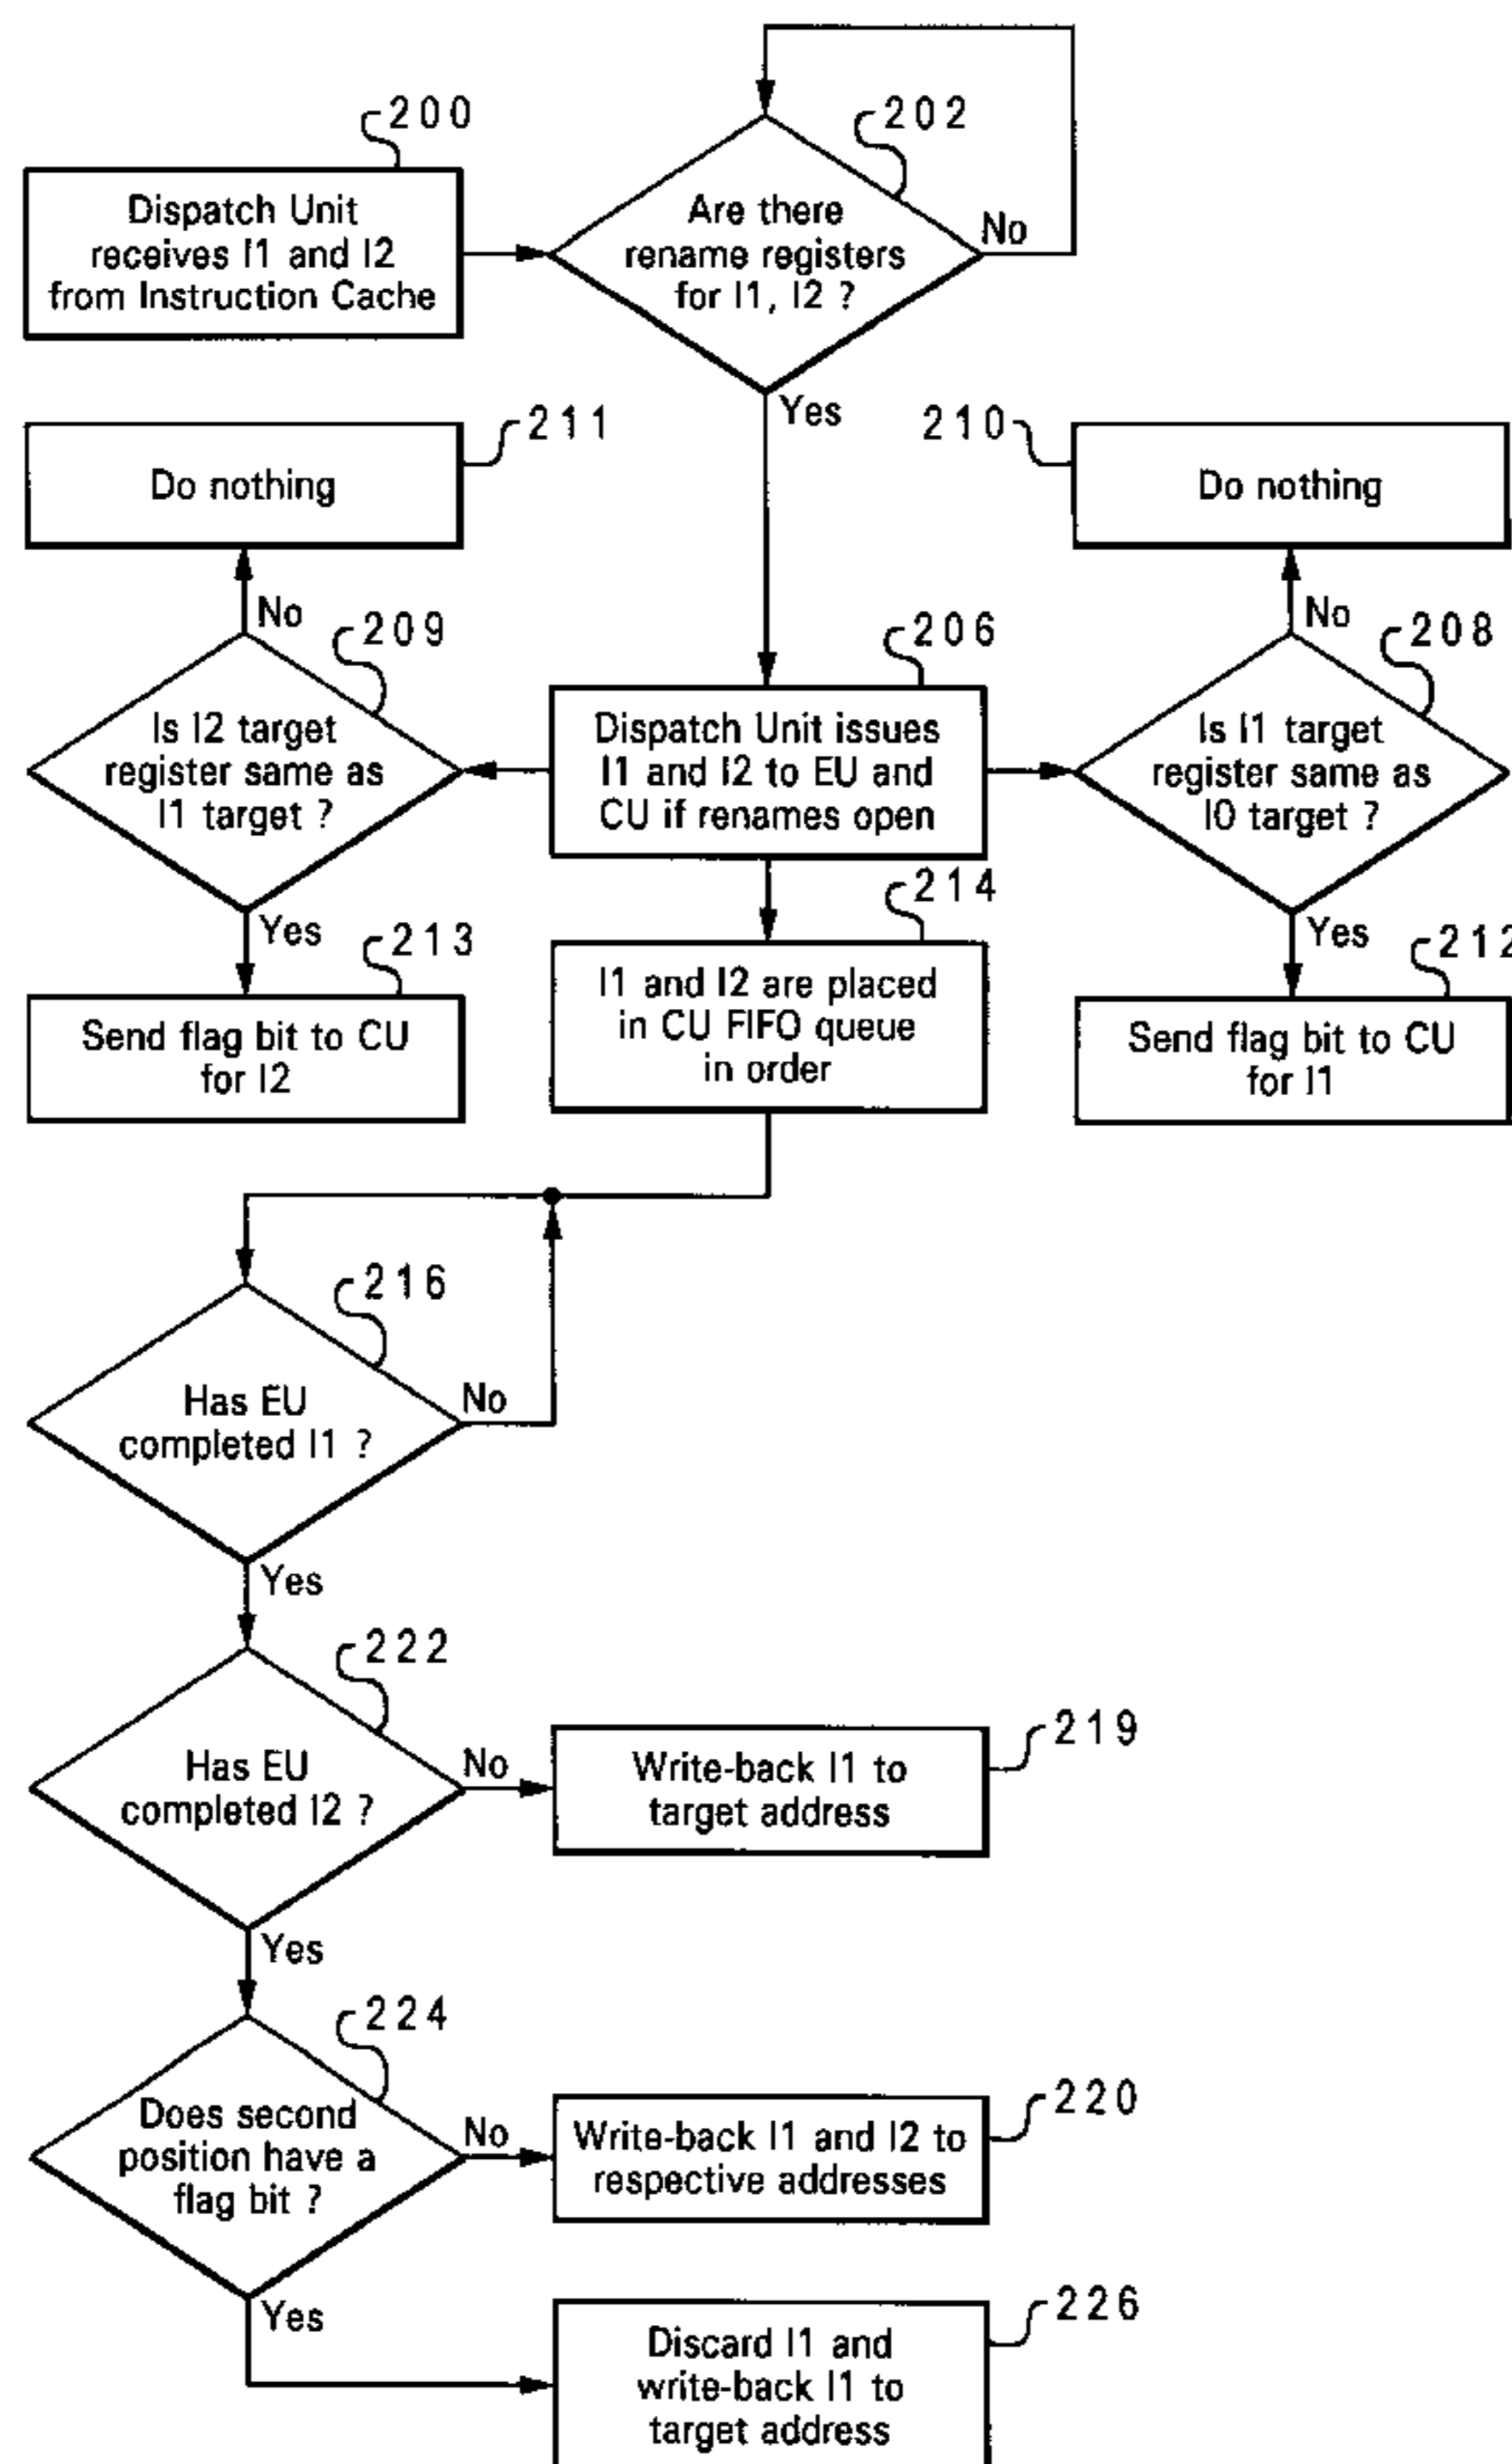 200
Dispatch Unit
receives I1 and I2
from Instruction Cache
202
Are there
rename registers
for I1, I2 ?
No
Yes
211
Do nothing
210
Do nothing
No
209
Is I2 target
register same as
I1 target ?
Yes
206
Dispatch Unit issues
I1 and I2 to EU and
CU if renames open
No
208
Is I1 target
register same as
I0 target ?
Yes
213
Send flag bit to CU
for I2
214
I1 and I2 are placed
in CU FIFO queue
in order
212
Send flag bit to CU
for I1
216
Has EU
completed I1 ?
No
Yes
222
Has EU
completed I2 ?
No
Yes
219
Write-back I1 to
target address
224
Does second
position have a
flag bit ?
No
Yes
220
Write-back I1 and I2 to
respective addresses
226
Discard I1 and
write-back I1 to
target address